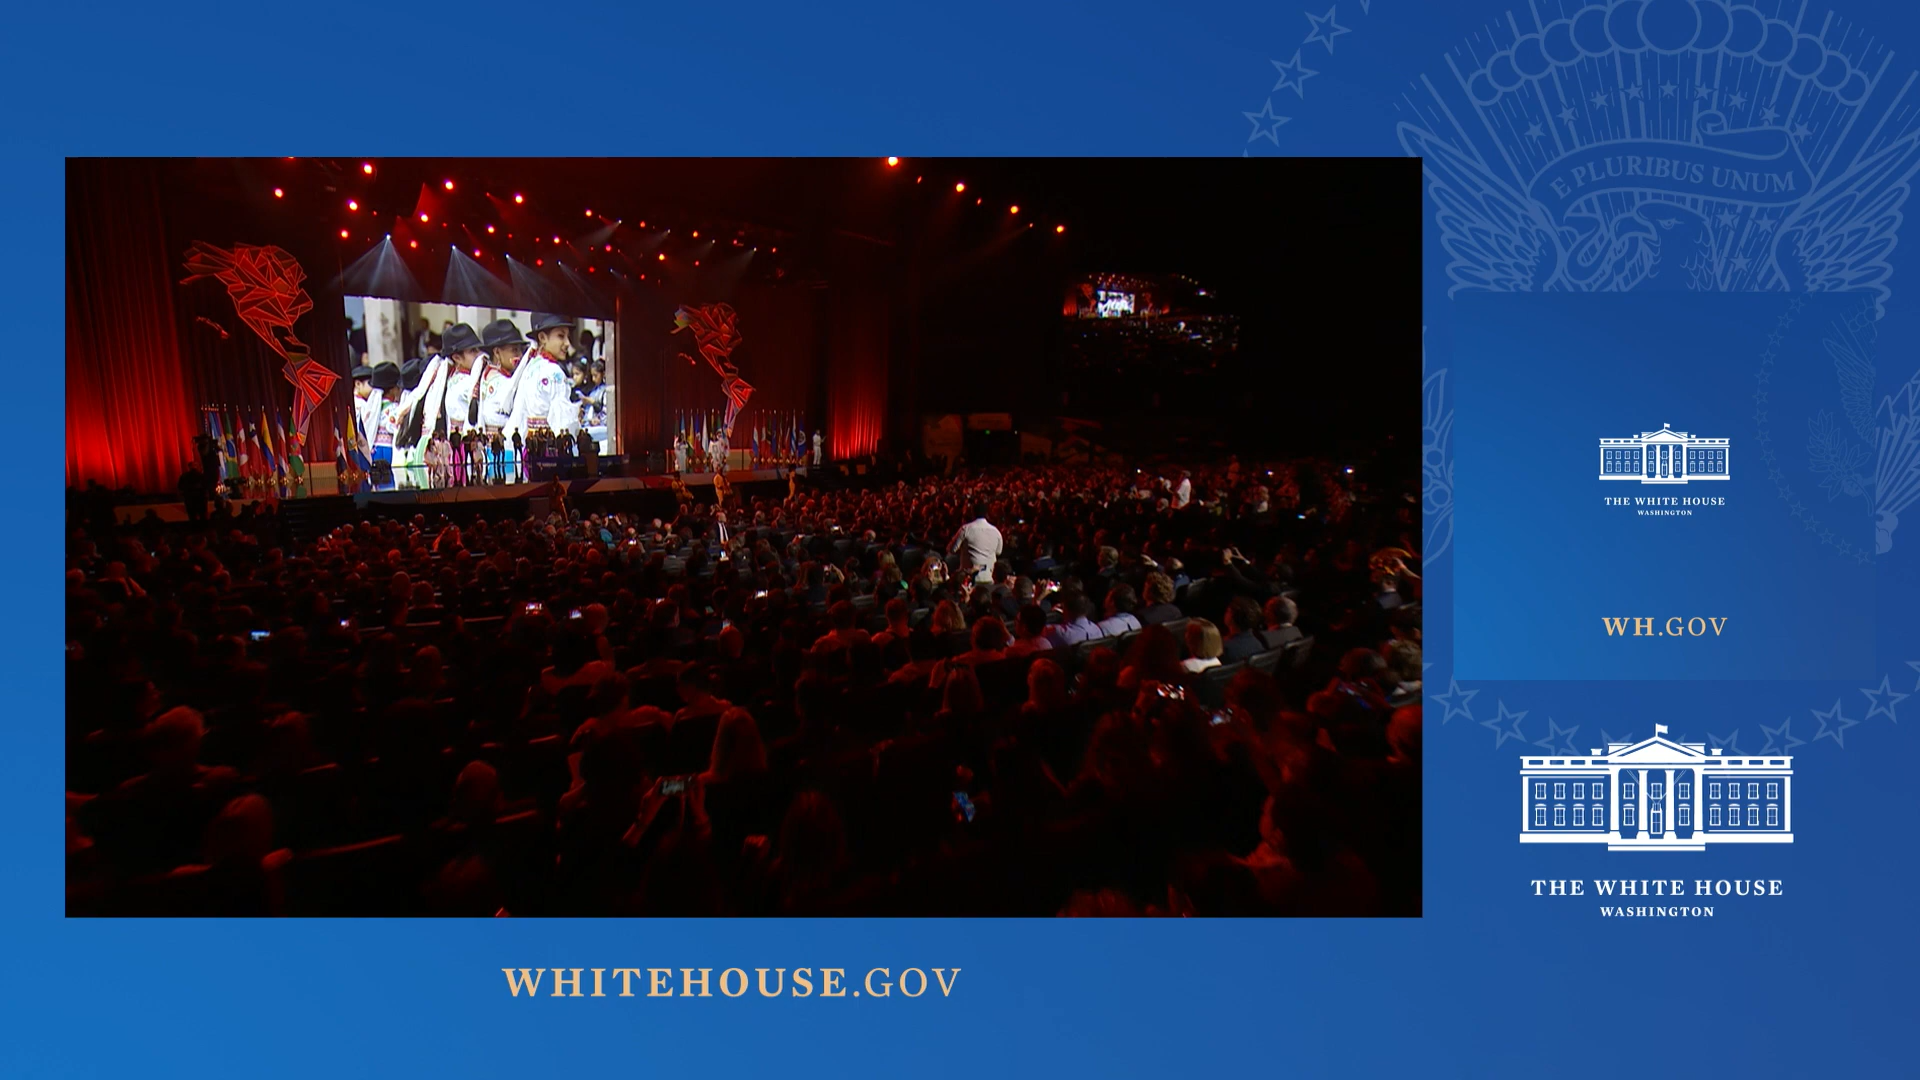 E PLURIBUS UNUM
THE WHITE HOUSE
WASHINGTON
WH.GOV
THE WHITE HOUSE
WASHINGTON
WHITEHOUSE.GOV